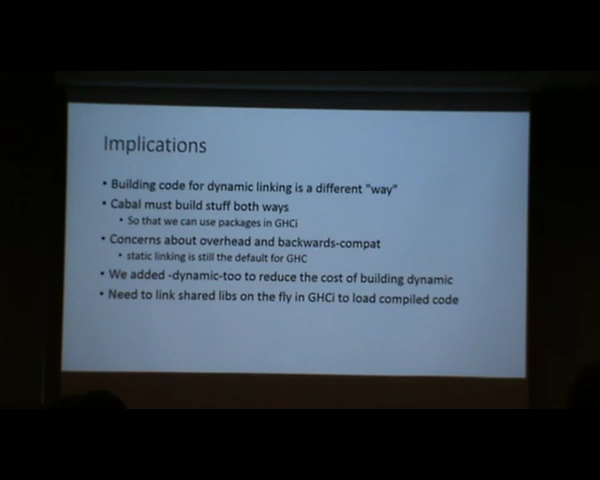 Implications
• Building code for dynamic linking is a different "way"
• Cabal must build stuff both ways
• So that we can use packages in GHCi
• Concerns about overhead and backwards-compat
• static linking is still the default for GHC
• We added -dynamic-too to reduce the cost of building dynamic
• Need to link shared libs on the fly in GHCi to load compiled code